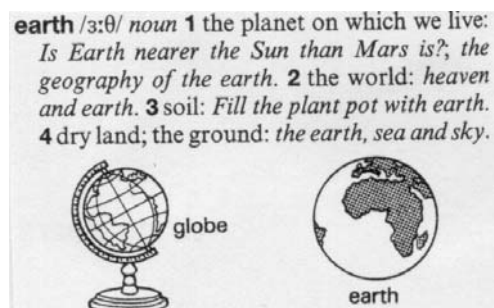 earth /ɜ:θ/ noun 1 the planet on which we live:
Is Earth nearer the Sun than Mars is?; the
geography of the earth. 2 the world: heaven
and earth. 3 soil: Fill the plant pot with earth.
4 dry land; the ground: the earth, sea and sky.
globe
earth